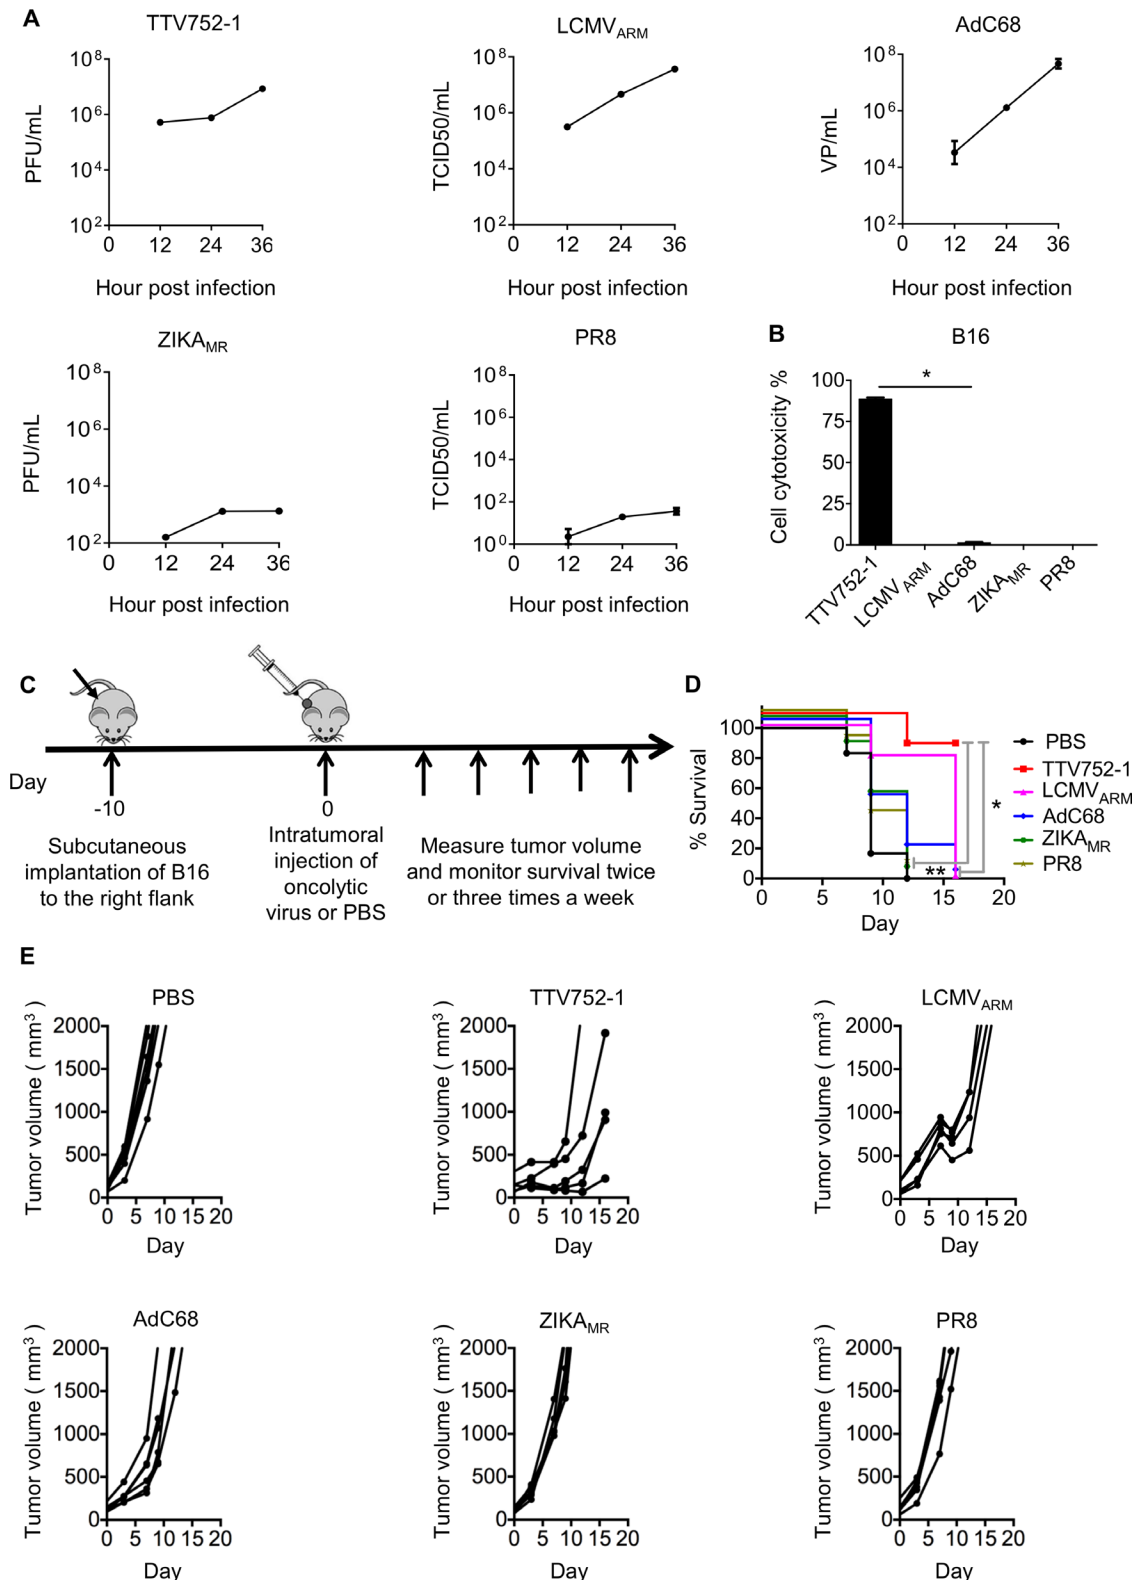 A
TTV752-1
LCMVARM
AdC68
10^8
10^6
10^4
10^2
PFU/mL
0 12 24 36
Hour post infection
10^8
10^6
10^4
10^2
TCID50/mL
0 12 24 36
Hour post infection
10^8
10^6
10^4
10^2
VP/mL
0 12 24 36
Hour post infection
ZIKAMR
10^8
10^6
10^4
10^2
PFU/mL
0 12 24 36
Hour post infection
PR8
10^8
10^6
10^4
10^2
10^0
TCID50/mL
0 12 24 36
Hour post infection
B
B16
*
100
75
50
25
0
Cell cytotoxicity %
TTV752-1
LCMVARM
AdC68
ZIKAMR
PR8
C
Day
-10
0
Subcutaneous
implantation of B16
to the right flank
Intratumoral
injection of
oncolytic
virus or PBS
Measure tumor volume
and monitor survival twice
or three times a week
D
100
80
60
40
20
0
% Survival
0 5 10 15 20
Day
**
*
PBS
TTV752-1
LCMVARM
AdC68
ZIKAMR
PR8
E
PBS
2000
1500
1000
500
0
Tumor volume ( mm^3 )
0 5 10 15 20
Day
TTV752-1
2000
1500
1000
500
0
Tumor volume ( mm^3 )
0 5 10 15 20
Day
LCMVARM
2000
1500
1000
500
0
Tumor volume ( mm^3 )
0 5 10 15 20
Day
AdC68
2000
1500
1000
500
0
Tumor volume ( mm^3 )
0 5 10 15 20
Day
ZIKAMR
2000
1500
1000
500
0
Tumor volume ( mm^3 )
0 5 10 15 20
Day
PR8
2000
1500
1000
500
0
Tumor volume ( mm^3 )
0 5 10 15 20
Day